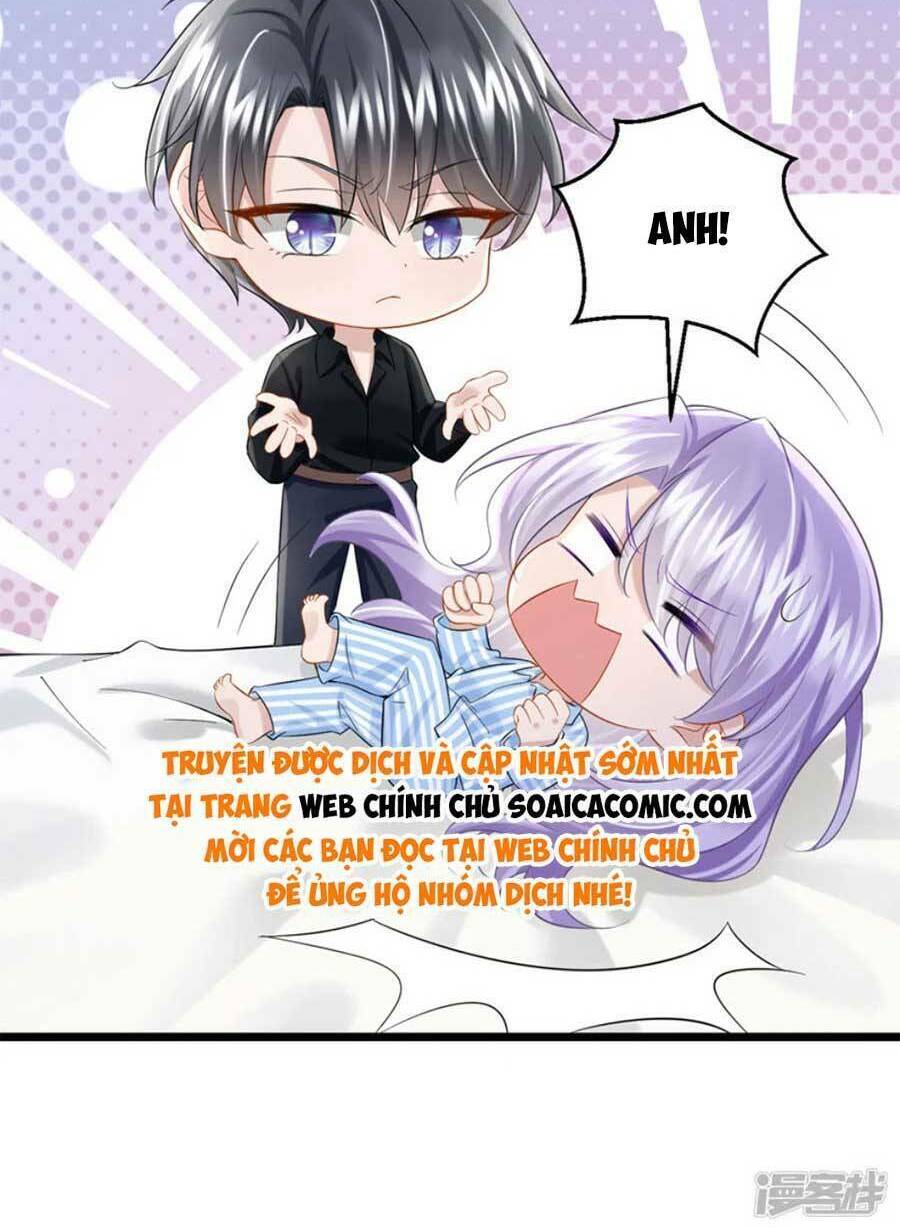 ANH!
TRUYỆN ĐƯỢC DỊCH VÀ CẬP NHẬT SỚM NHẤT
TẠI TRANG WEB CHÍNH CHỦ SOAICACOMIC.COM
MỜI CÁC BẠN ĐỌC TẠI WEB CHÍNH CHỦ
ĐỂ ỦNG HỘ NHÓM DỊCH NHÉ!
漫客栈